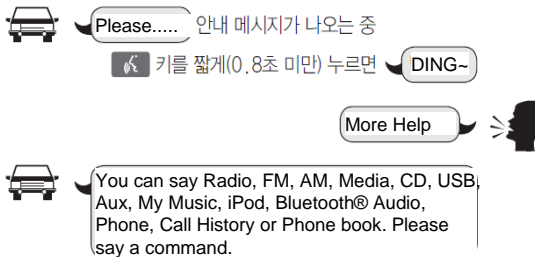 Please..... 안내 메시지가 나오는 중
키를 짧게(0.8초 미만) 누르면 DING~
More Help
You can say Radio, FM, AM, Media, CD, USB,
Aux, My Music, iPod, Bluetooth® Audio,
Phone, Call History or Phone book. Please
say a command.